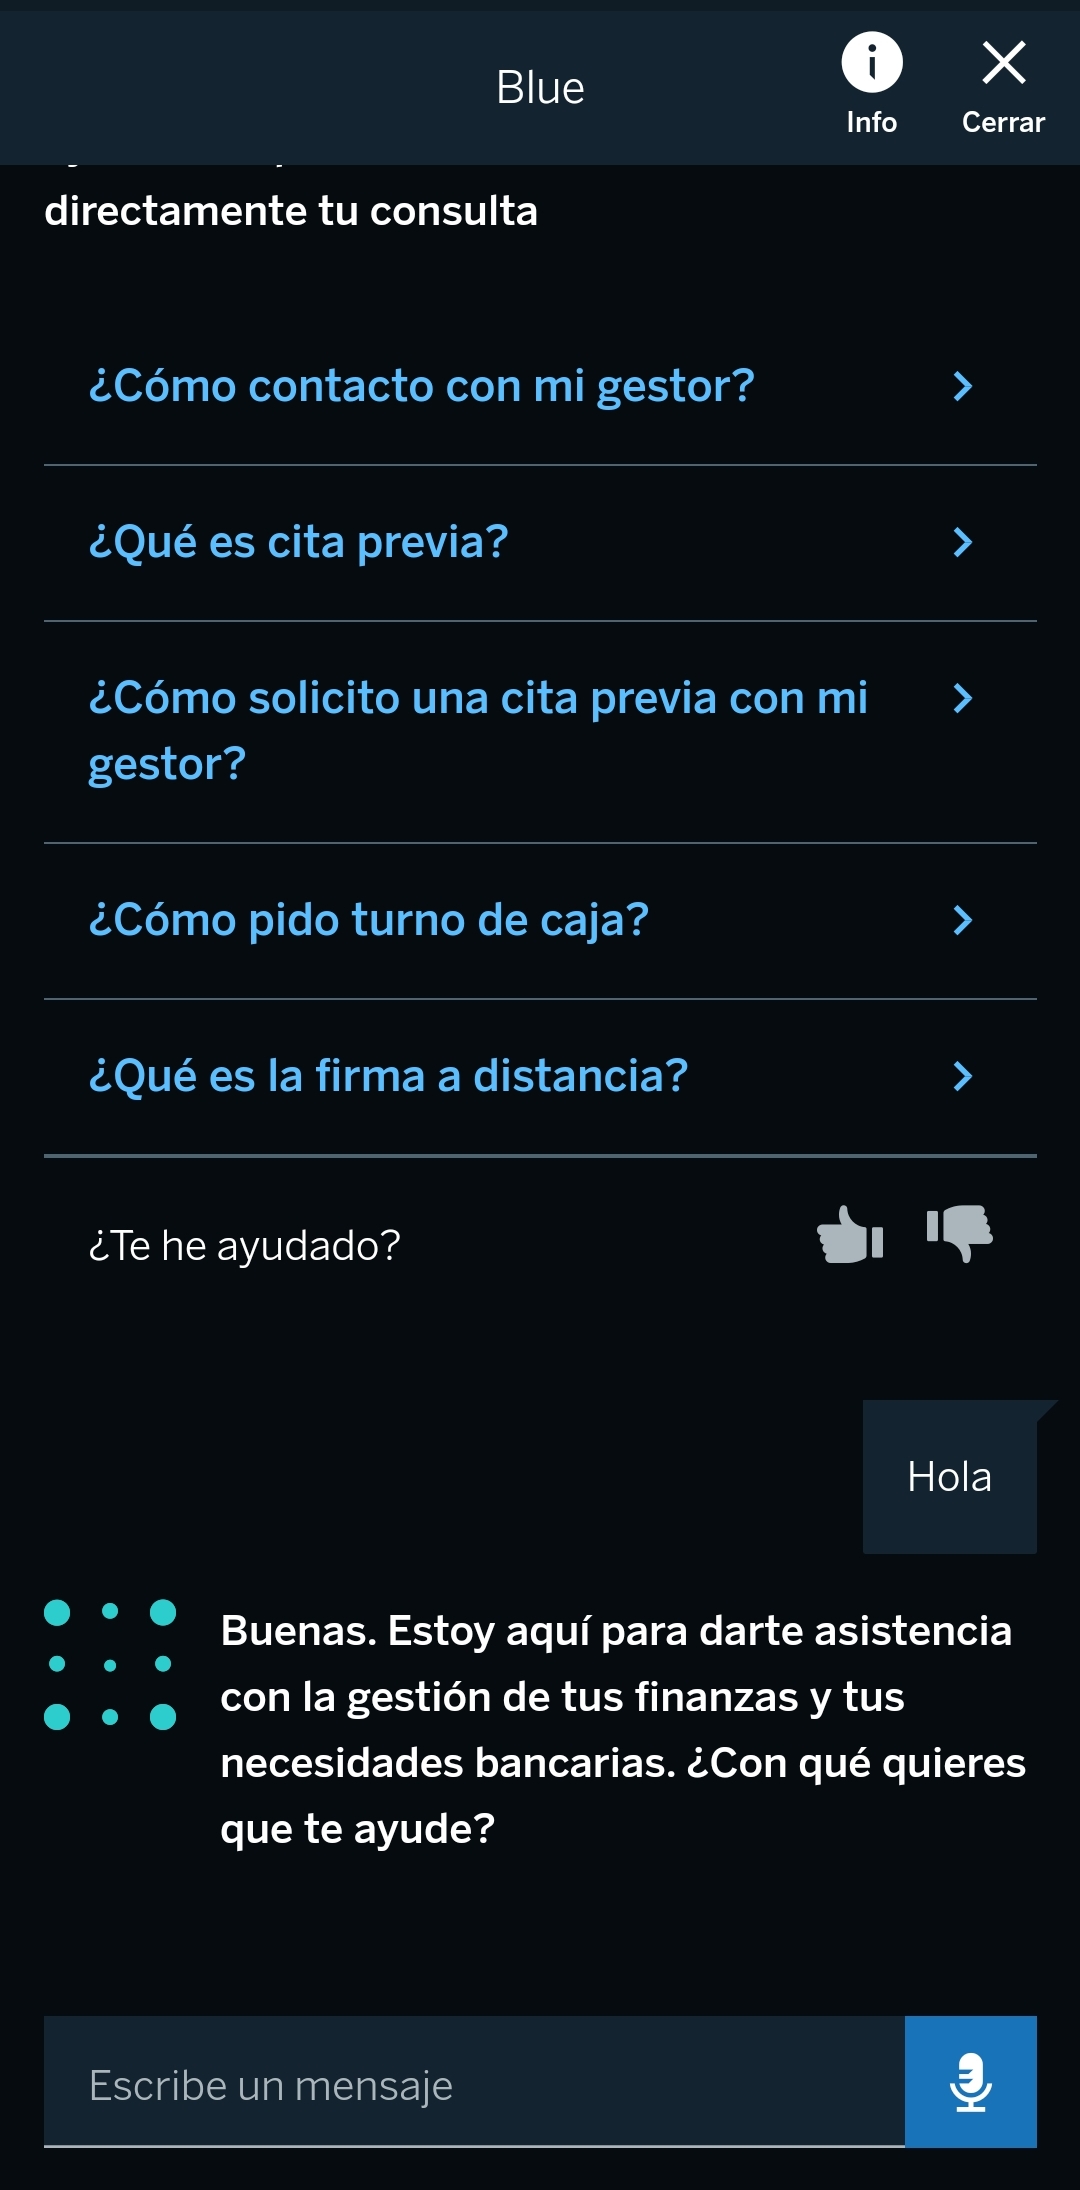 Blue
Info
Cerrar
directamente tu consulta
¿Cómo contacto con mi gestor?
¿Qué es cita previa?
¿Cómo solicito una cita previa con mi
gestor?
¿Cómo pido turno de caja?
¿Qué es la firma a distancia?
¿Te he ayudado?
Hola
Buenas. Estoy aquí para darte asistencia
con la gestión de tus finanzas y tus
necesidades bancarias. ¿Con qué quieres
que te ayude?
Escribe un mensaje